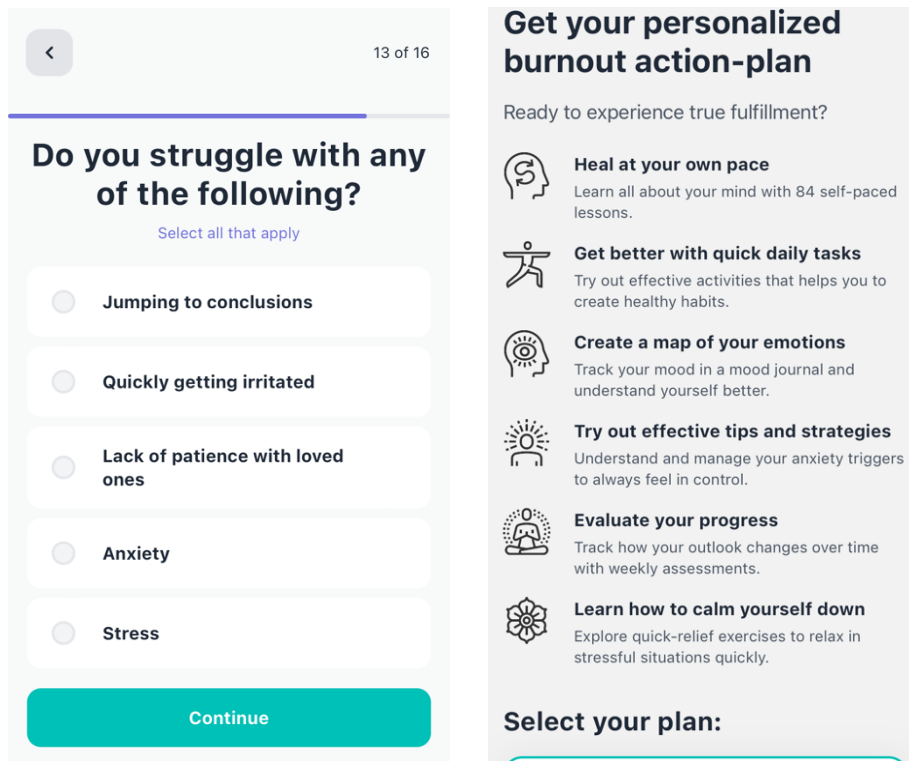 13 of 16
Do you struggle with any
of the following?
Select all that apply
Jumping to conclusions
Quickly getting irritated
Lack of patience with loved
ones
Anxiety
Stress
Continue
Get your personalized
burnout action-plan
Ready to experience true fulfillment?
Heal at your own pace
Learn all about your mind with 84 self-paced
lessons.
Get better with quick daily tasks
Try out effective activities that helps you to
create healthy habits.
Create a map of your emotions
Track your mood in a mood journal and
understand yourself better.
Try out effective tips and strategies
Understand and manage your anxiety triggers
to always feel in control.
Evaluate your progress
Track how your outlook changes over time
with weekly assessments.
Learn how to calm yourself down
Explore quick-relief exercises to relax in
stressful situations quickly.
Select your plan: